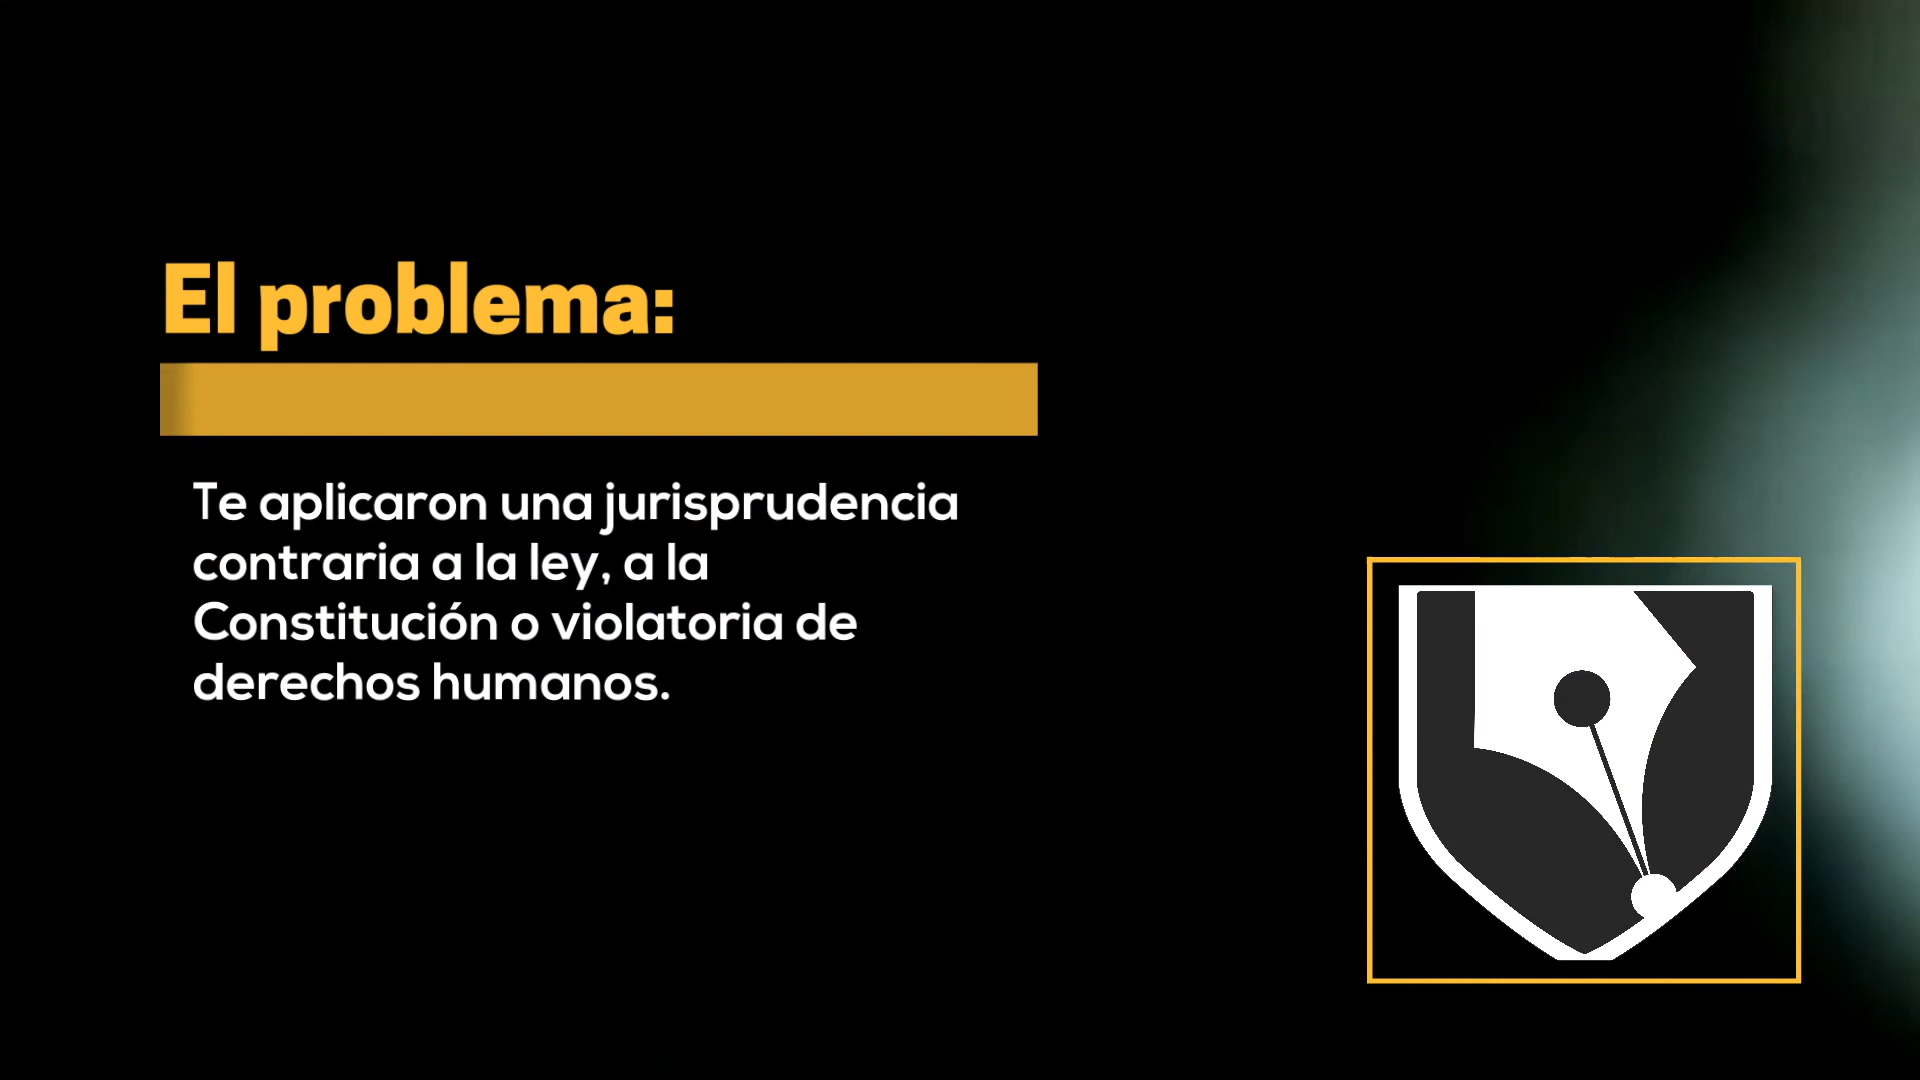 El problema:
Te aplicaron una jurisprudencia
contraria a la ley, a la
Constitución o violatoria de
derechos humanos.